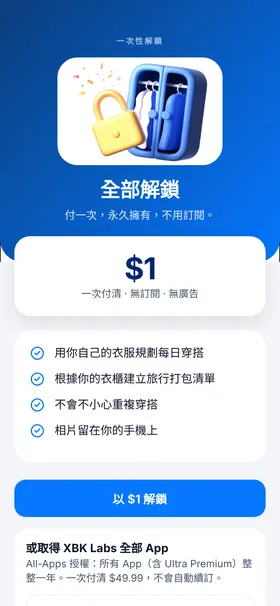 一次性解鎖
全部解鎖
付一次，永久擁有，不用訂閱。
$1
一次付清 · 無訂閱 · 無廣告
用你自己的衣服規劃每日穿搭
根據你的衣櫃建立旅行打包清單
不會不小心重複穿搭
相片留在你的手機上
以 $1 解鎖
或取得 XBK Labs 全部 App
All-Apps 授權：所有 App（含 Ultra Premium）整
整一年。一次付清 $49.99，不會自動續訂。